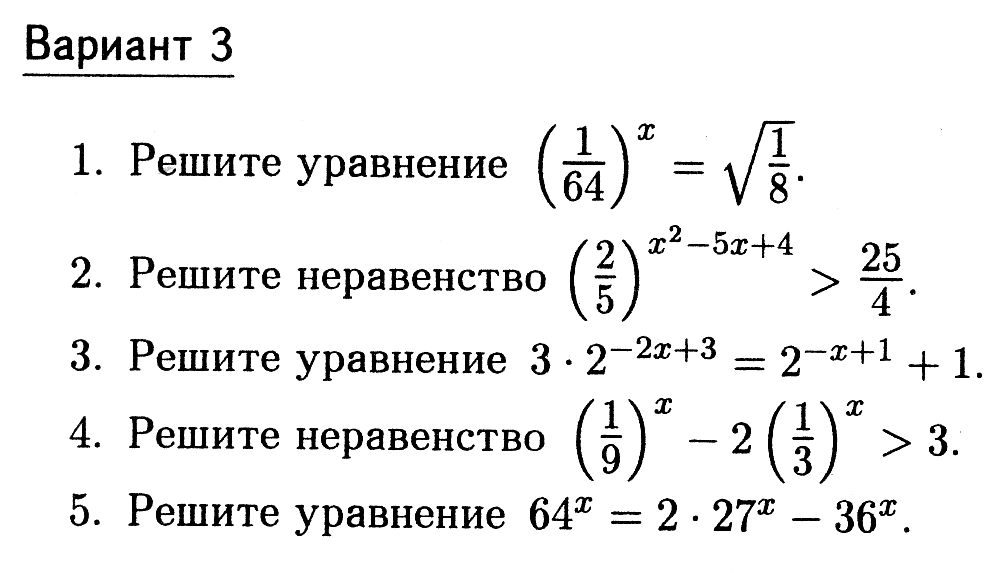 Вариант 3
1. Решите уравнение (1/64)^x = √(1/8).
2. Решите неравенство (2/5)^(x²−5x+4) > 25/4.
3. Решите уравнение 3 · 2^(−2x+3) = 2^(−x+1) + 1.
4. Решите неравенство (1/9)^x − 2(1/3)^x > 3.
5. Решите уравнение 64^x = 2 · 27^x − 36^x.